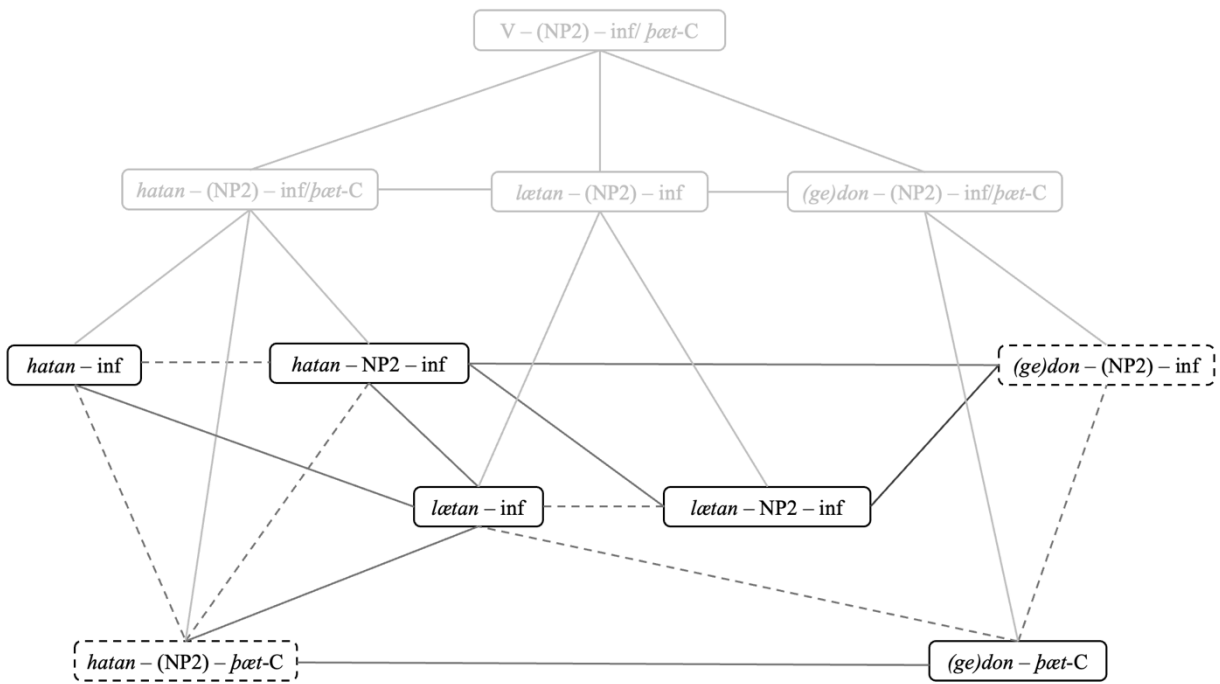 V – (NP2) – inf/ þæt-C
hatan – (NP2) – inf/þæt-C
lætan – (NP2) – inf
(ge)don – (NP2) – inf/þæt-C
hatan – inf
hatan – NP2 – inf
(ge)don – (NP2) – inf
lætan – inf
lætan – NP2 – inf
hatan – (NP2) – þæt-C
(ge)don – þæt-C